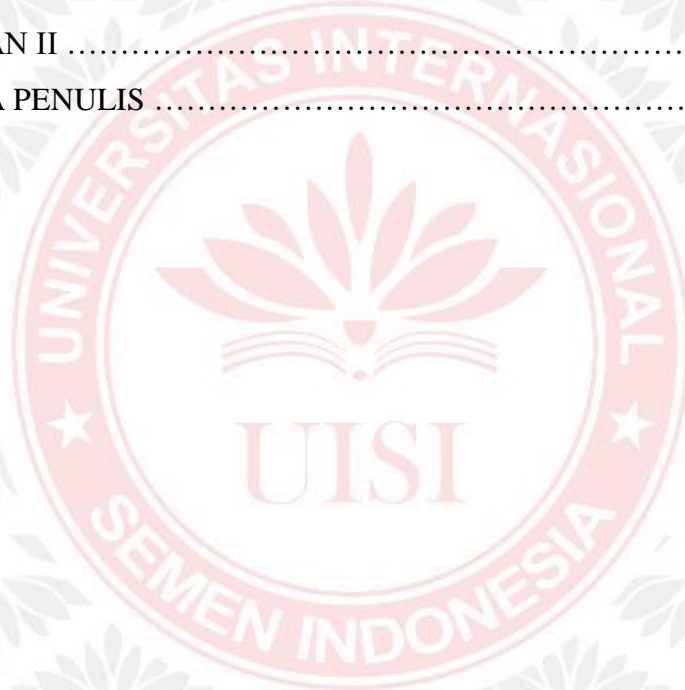 AN II ……………………………………………………
A PENULIS ……………………………………………
UNIVERSITAS INTERNASIONAL
UISI
★ SEMEN INDONESIA ★